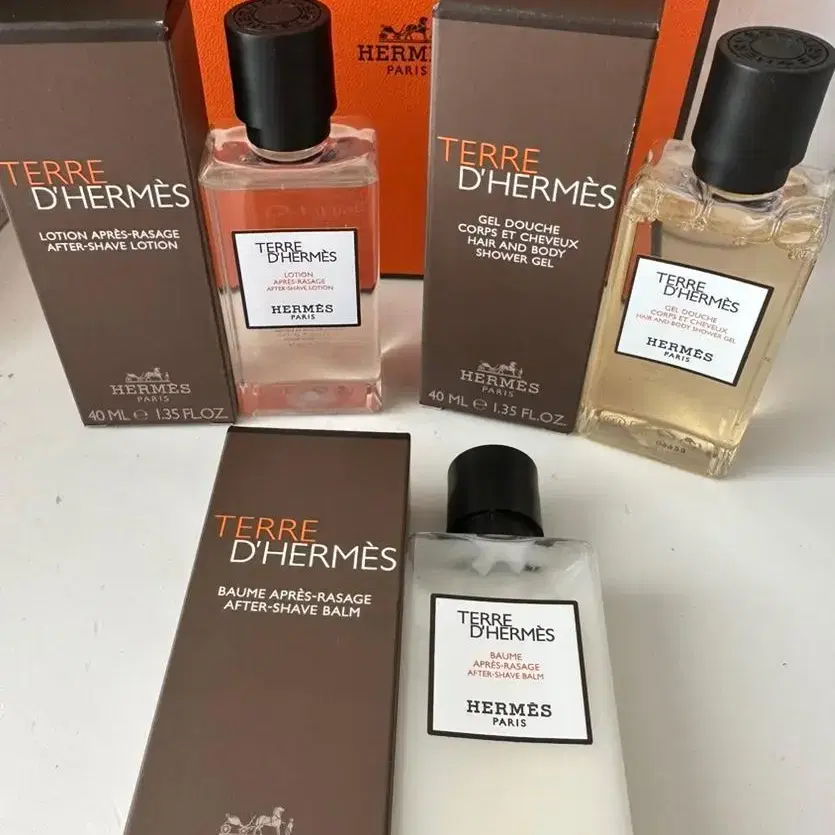 HERMÈS
PARIS
TERRE
D'HERMÈS
LOTION APRÈS-RASAGE
AFTER-SHAVE LOTION
HERMÈS
PARIS
40 ML e 1.35 FL.OZ.
TERRE
D'HERMÈS
LOTION
APRÈS-RASAGE
AFTER-SHAVE LOTION
HERMÈS
PARIS
TERRE
D'HERMÈS
GEL DOUCHE
CORPS ET CHEVEUX
HAIR AND BODY
SHOWER GEL
HERMÈS
PARIS
40 ML e 1.35 FL.OZ.
TERRE
D'HERMÈS
GEL DOUCHE
CORPS ET CHEVEUX
HAIR AND BODY SHOWER GEL
HERMÈS
PARIS
TERRE
D'HERMÈS
BAUME APRÈS-RASAGE
AFTER-SHAVE BALM
TERRE
D'HERMÈS
BAUME
APRÈS-RASAGE
AFTER-SHAVE BALM
HERMÈS
PARIS